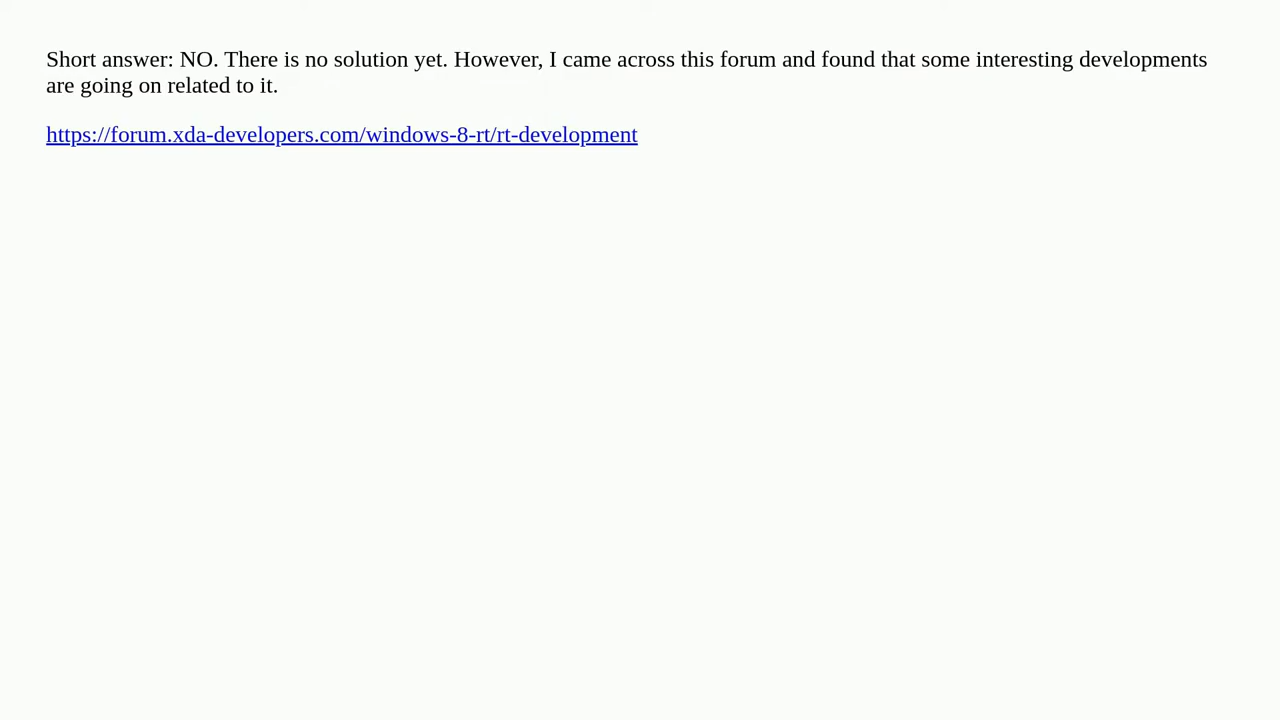 Short answer: NO. There is no solution yet. However, I came across this forum and found that some interesting developments
are going on related to it.
https://forum.xda-developers.com/windows-8-rt/rt-development